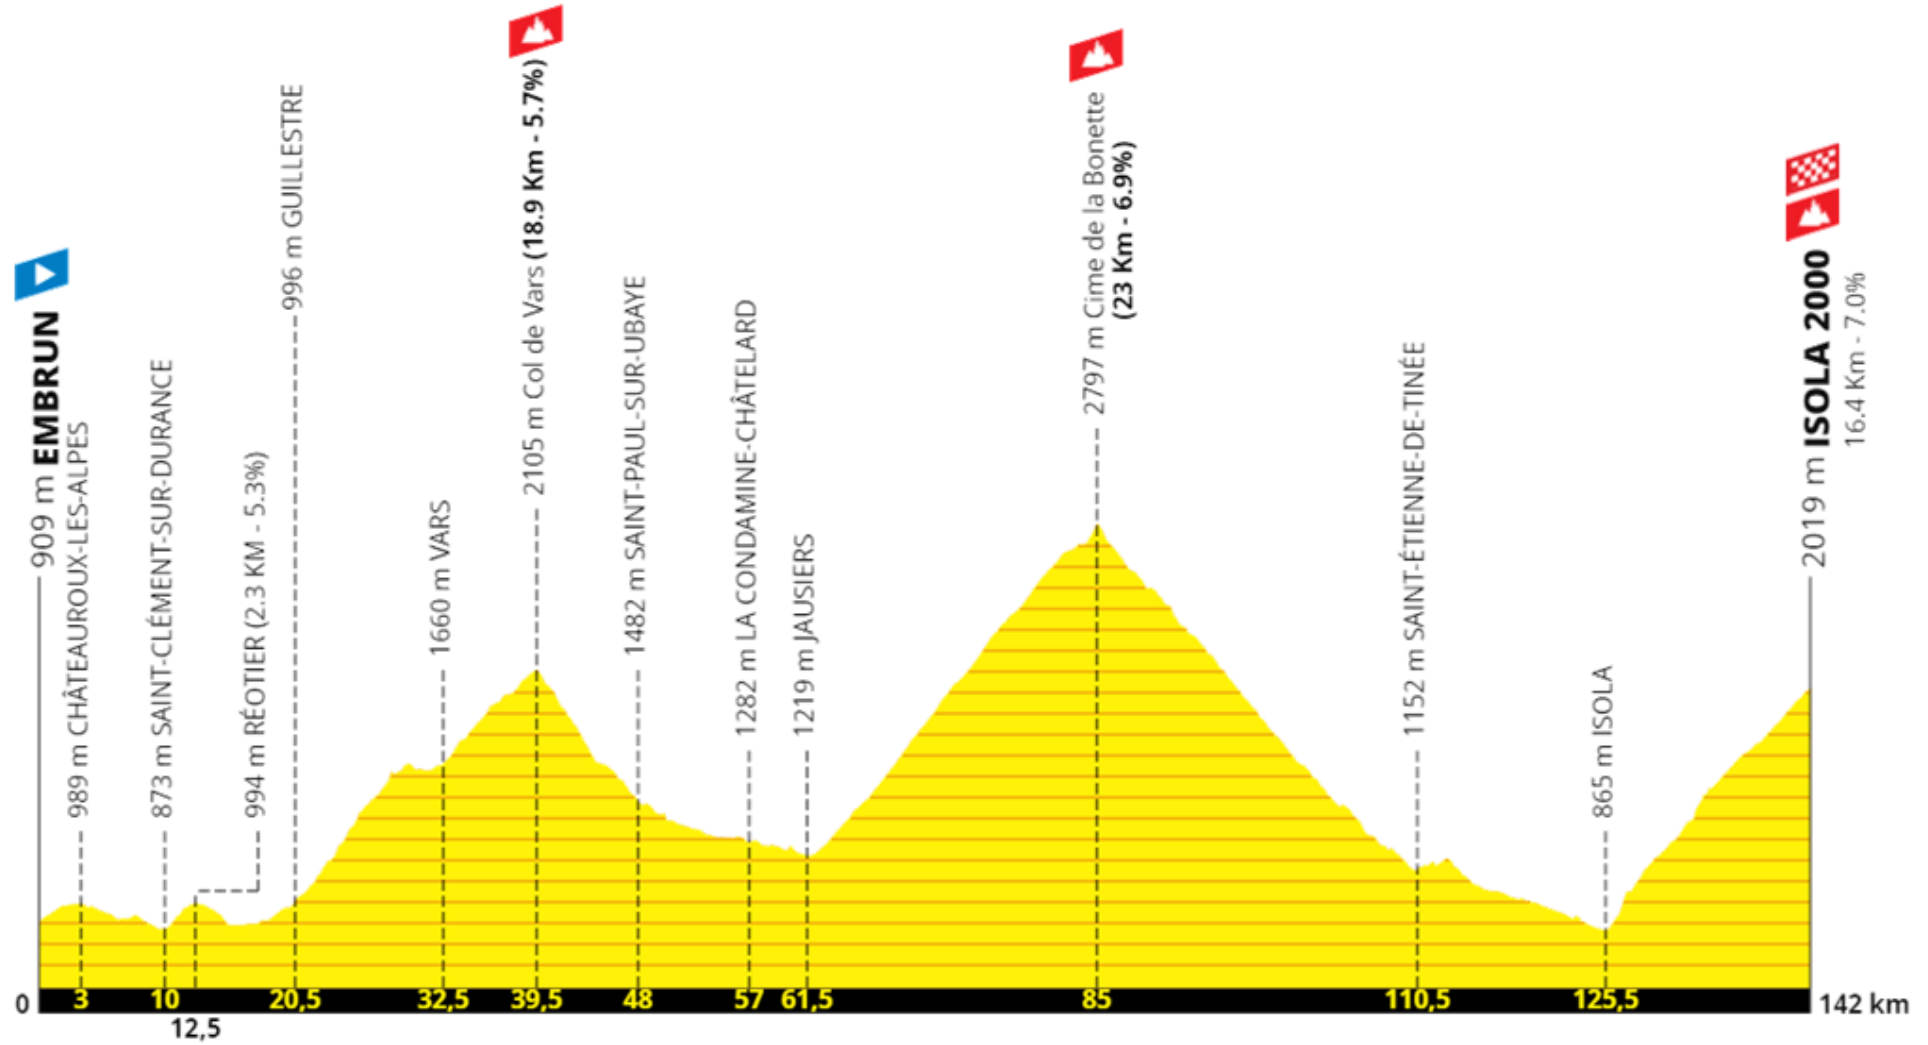 909 m EMBRUN
989 m CHÂTEAUROUX-LES-ALPES
873 m SAINT-CLÉMENT-SUR-DURANCE
994 m RÉOTIER (2.3 KM - 5.3%)
996 m GUILLESTRE
1660 m VARS
2105 m Col de Vars (18.9 Km - 5.7%)
1482 m SAINT-PAUL-SUR-UBAYE
1282 m LA CONDAMINE-CHÂTELARD
1219 m JAUSIERS
2797 m Cime de la Bonette
(23 Km - 6.9%)
1152 m SAINT-ÉTIENNE-DE-TINÉE
865 m ISOLA
2019 m ISOLA 2000
16.4 Km - 7.0%
0 3 10 20,5 32,5 39,5 48 57 61,5 85 110,5 125,5 142 km
12,5